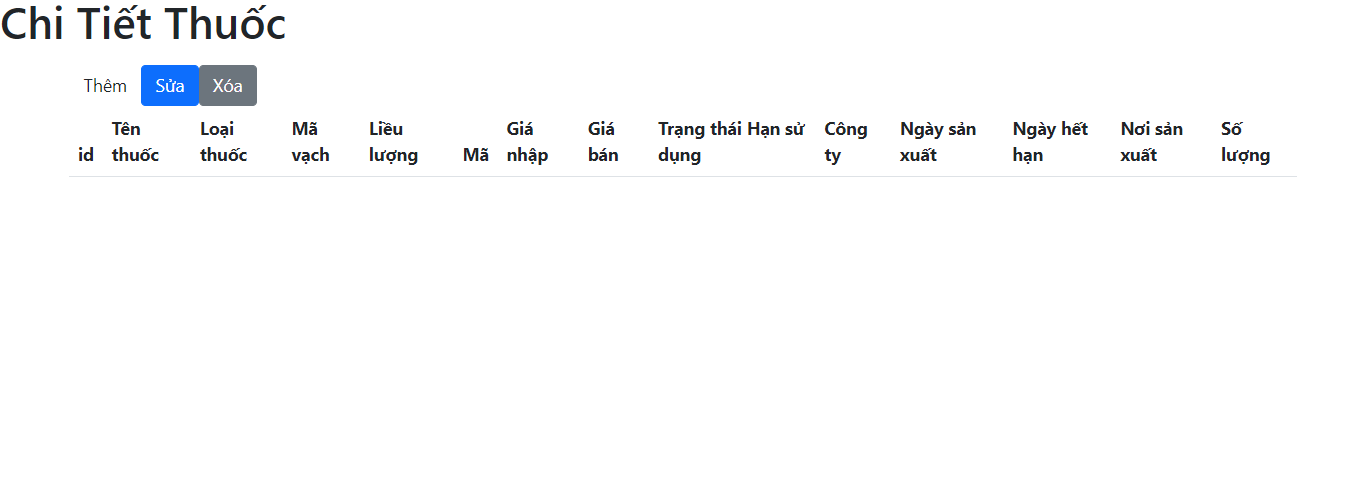 Chi Tiết Thuốc
Thêm Sửa Xóa
id Tên thuốc Loại thuốc Mã vạch Liều lượng Mã Giá nhập Giá bán Trạng thái Hạn sử dụng Công ty Ngày sản xuất Ngày hết hạn Nơi sản xuất Số lượng